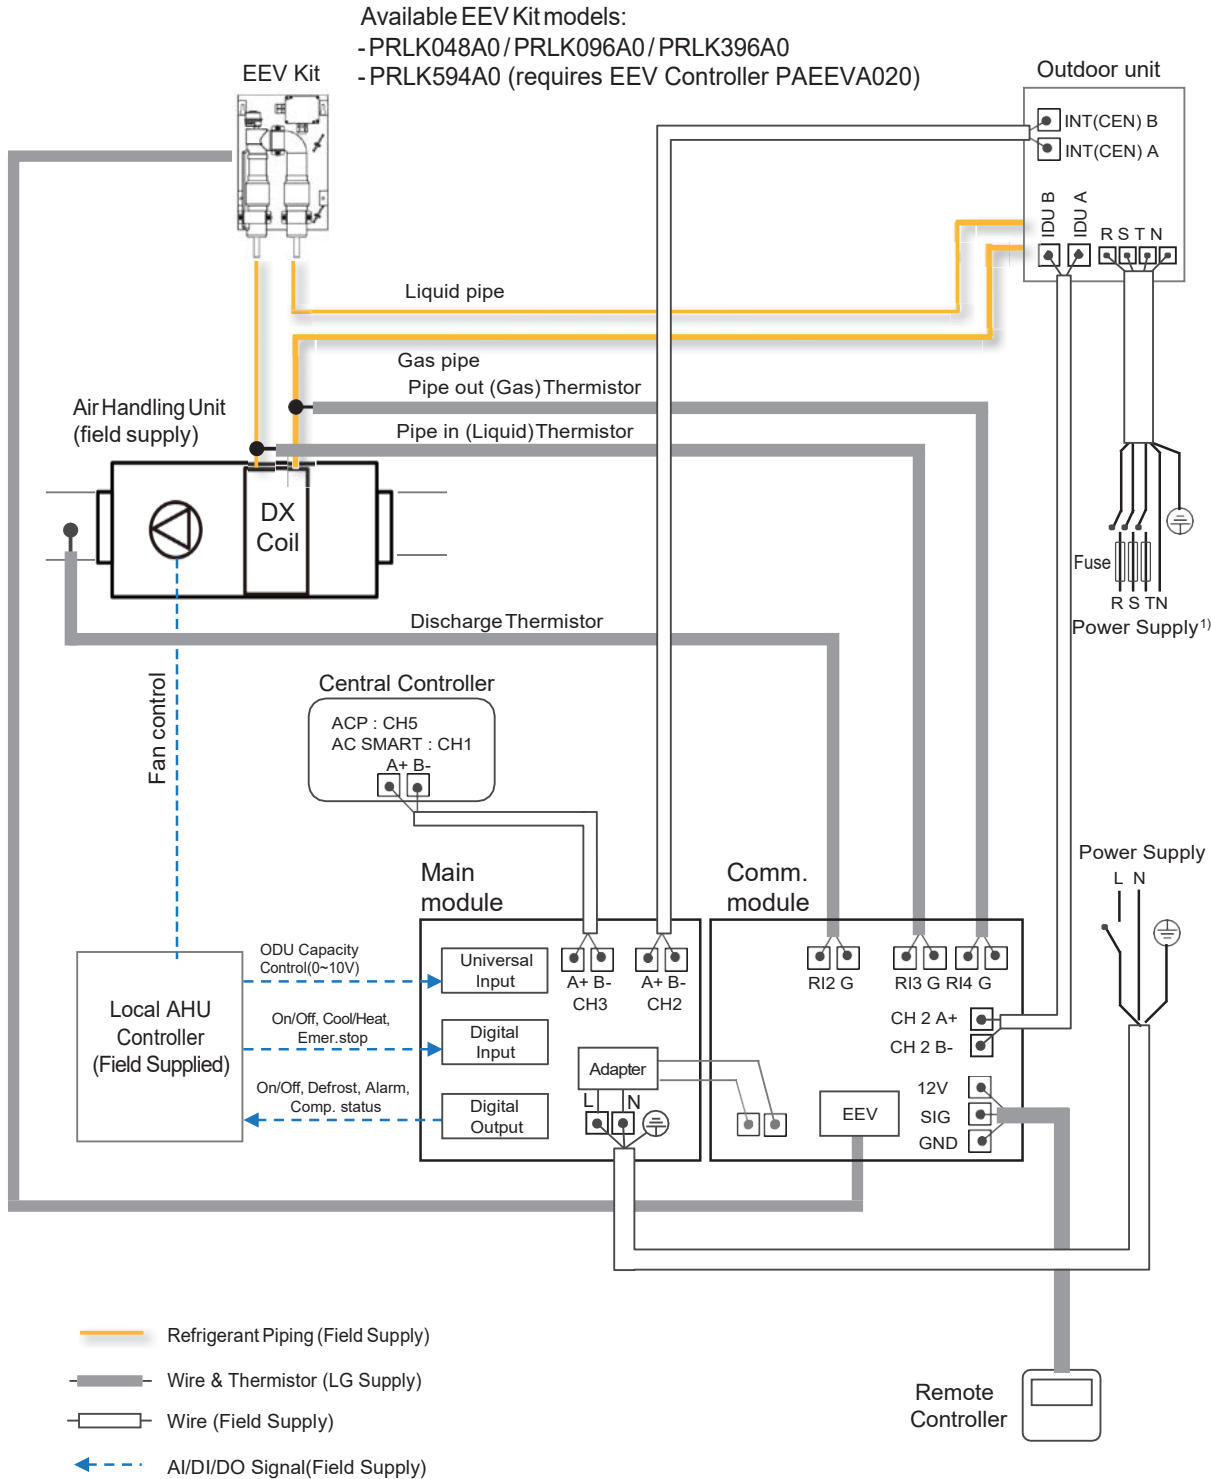 Available EEV Kit models:
- PRLK048A0 / PRLK096A0 / PRLK396A0
- PRLK594A0 (requires EEV Controller PAEEVA020)
EEV Kit
Outdoor unit
INT(CEN) B
INT(CEN) A
IDU B
IDU A
R S T N
Liquid pipe
Gas pipe
Pipe out (Gas) Thermistor
Pipe in (Liquid) Thermistor
Air Handling Unit
(field supply)
DX
Coil
Fuse
R S T N
Power Supply 1)
Discharge Thermistor
Fan control
Central Controller
ACP : CH5
AC SMART : CH1
A+ B-
Main
module
Comm.
module
Power Supply
L N
Universal
Input
A+ B-
CH3
A+ B-
CH2
RI2 G
RI3 G
RI4 G
ODU Capacity
Control(0~10V)
Local AHU
Controller
(Field Supplied)
On/Off, Cool/Heat,
Emer.stop
Digital
Input
CH 2 A+
CH 2 B-
Adapter
L N
On/Off, Defrost, Alarm,
Comp. status
Digital
Output
EEV
12V
SIG
GND
Refrigerant Piping (Field Supply)
Wire & Thermistor (LG Supply)
Wire (Field Supply)
AI/DI/DO Signal(Field Supply)
Remote
Controller